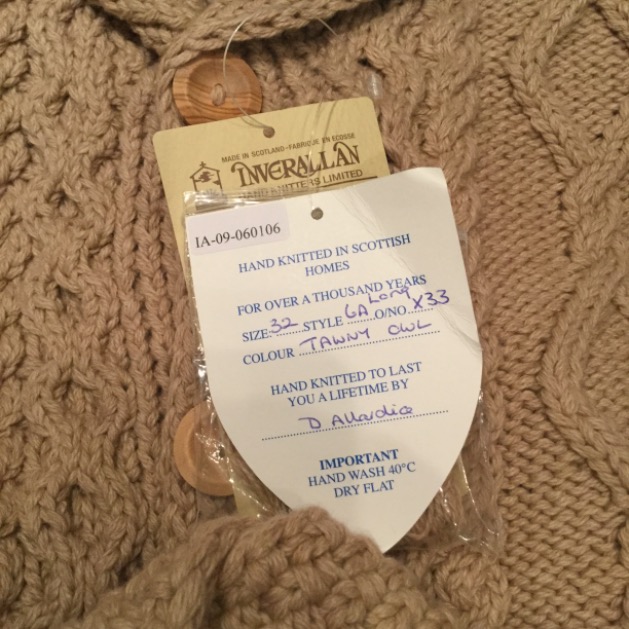 MADE IN SCOTLAND-FABRIQUE EN ECOSSE
INVERALLAN
HAND KNITTERS LIMITED
IA-09-060106
HAND KNITTED IN SCOTTISH
HOMES
FOR OVER A THOUSAND YEARS
SIZE 32 STYLE 6A Long O/NO X33
COLOUR TAWNY OWL
HAND KNITTED TO LAST
YOU A LIFETIME BY
D Allardice
IMPORTANT
HAND WASH 40°C
DRY FLAT